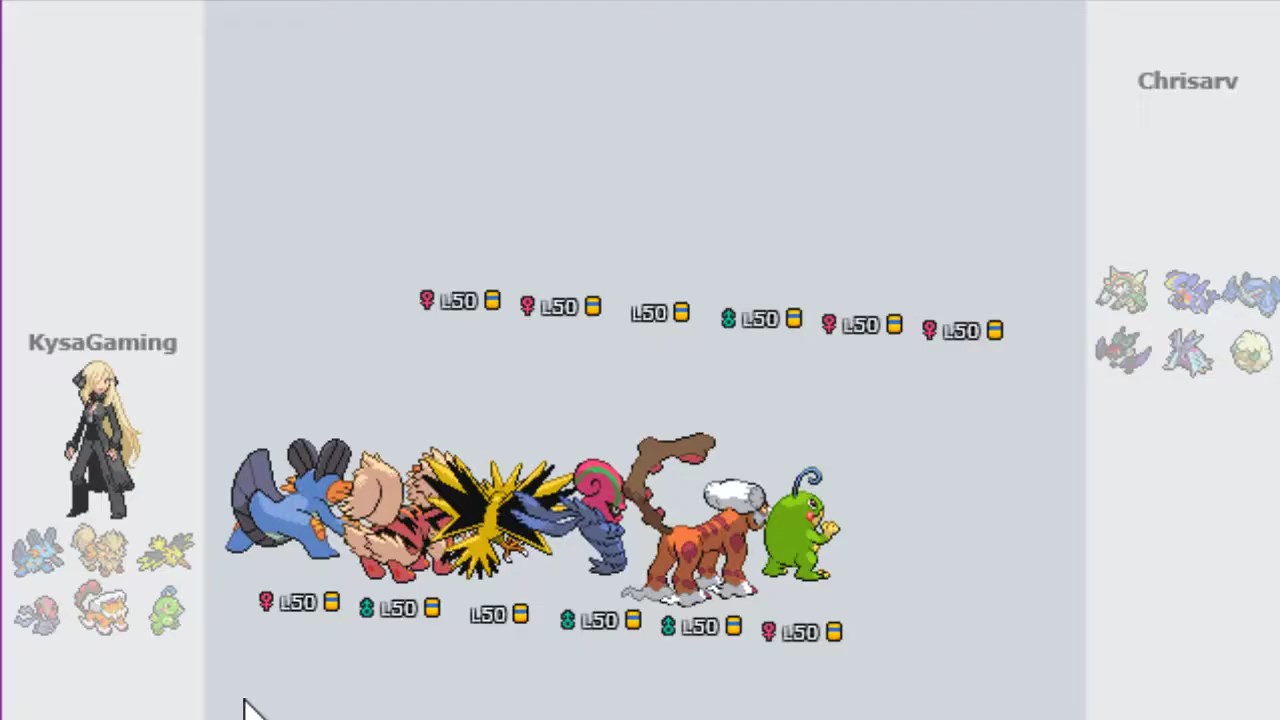 Chrisarv
♀ L50 ♀ L50 L50 ♂ L50 ♀ L50 ♀ L50
KysaGaming
♀ L50 ♂ L50 L50 ♂ L50 ♂ L50 ♀ L50